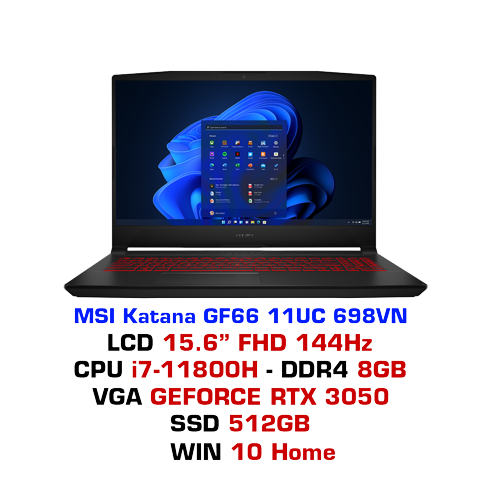 MSI Katana GF66 11UC 698VN
LCD 15.6” FHD 144Hz
CPU i7-11800H - DDR4 8GB
VGA GEFORCE RTX 3050
SSD 512GB
WIN 10 Home